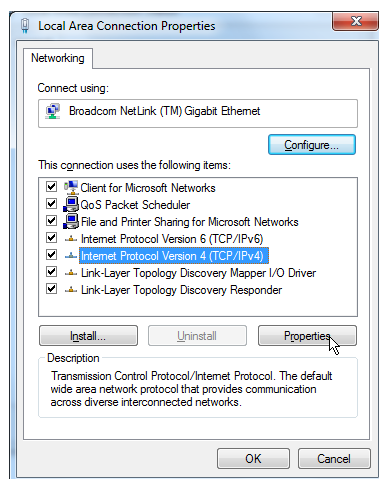 Local Area Connection Properties
Networking
Connect using:
Broadcom NetLink (TM) Gigabit Ethernet
Configure...
This connection uses the following items:
Client for Microsoft Networks
QoS Packet Scheduler
File and Printer Sharing for Microsoft Networks
Internet Protocol Version 6 (TCP/IPv6)
Internet Protocol Version 4 (TCP/IPv4)
Link-Layer Topology Discovery Mapper I/O Driver
Link-Layer Topology Discovery Responder
Install... Uninstall Properties
Description
Transmission Control Protocol/Internet Protocol. The default
wide area network protocol that provides communication
across diverse interconnected networks.
OK Cancel